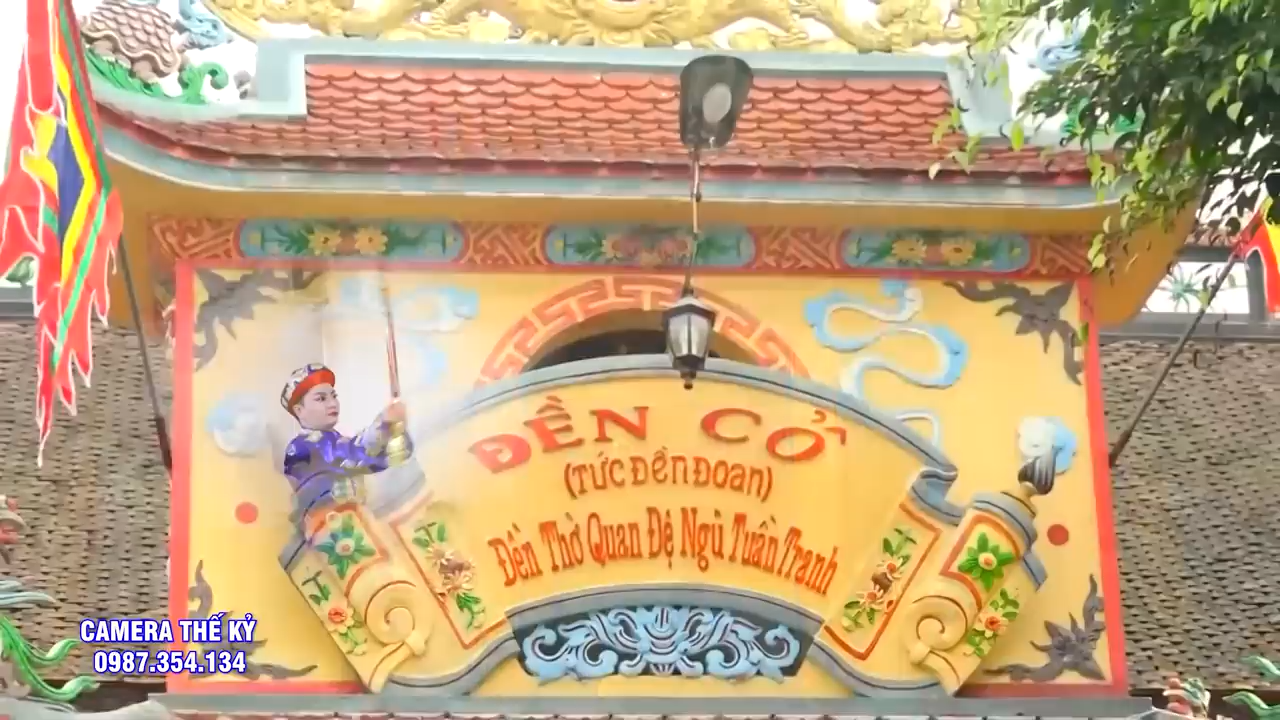 ĐỀN CỔ
(TỨC ĐỀN ĐOAN)
Đền Thờ Quan Đệ Ngũ Tuần Tranh
CAMERA THẾ KỶ
0987.354.134